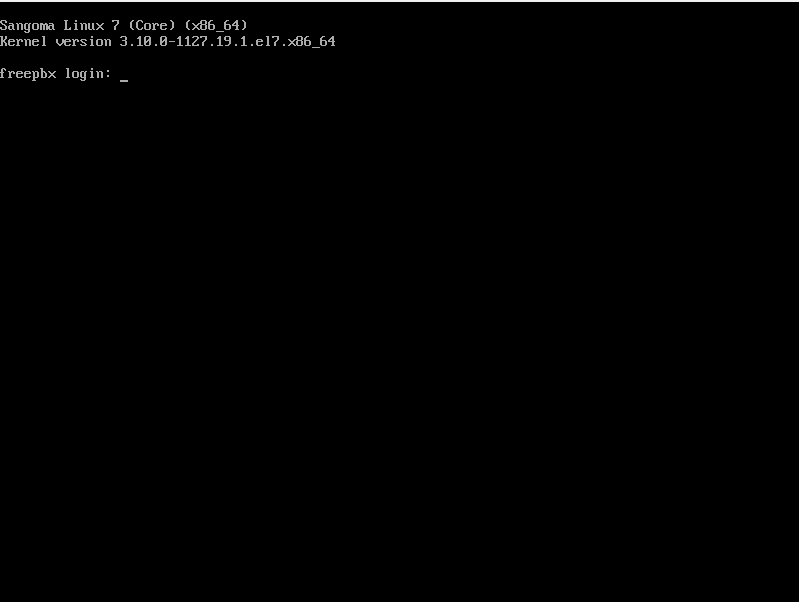 Sangoma Linux 7 (Core) (x86_64)
Kernel version 3.10.0-1127.19.1.el7.x86_64
freepbx login: _